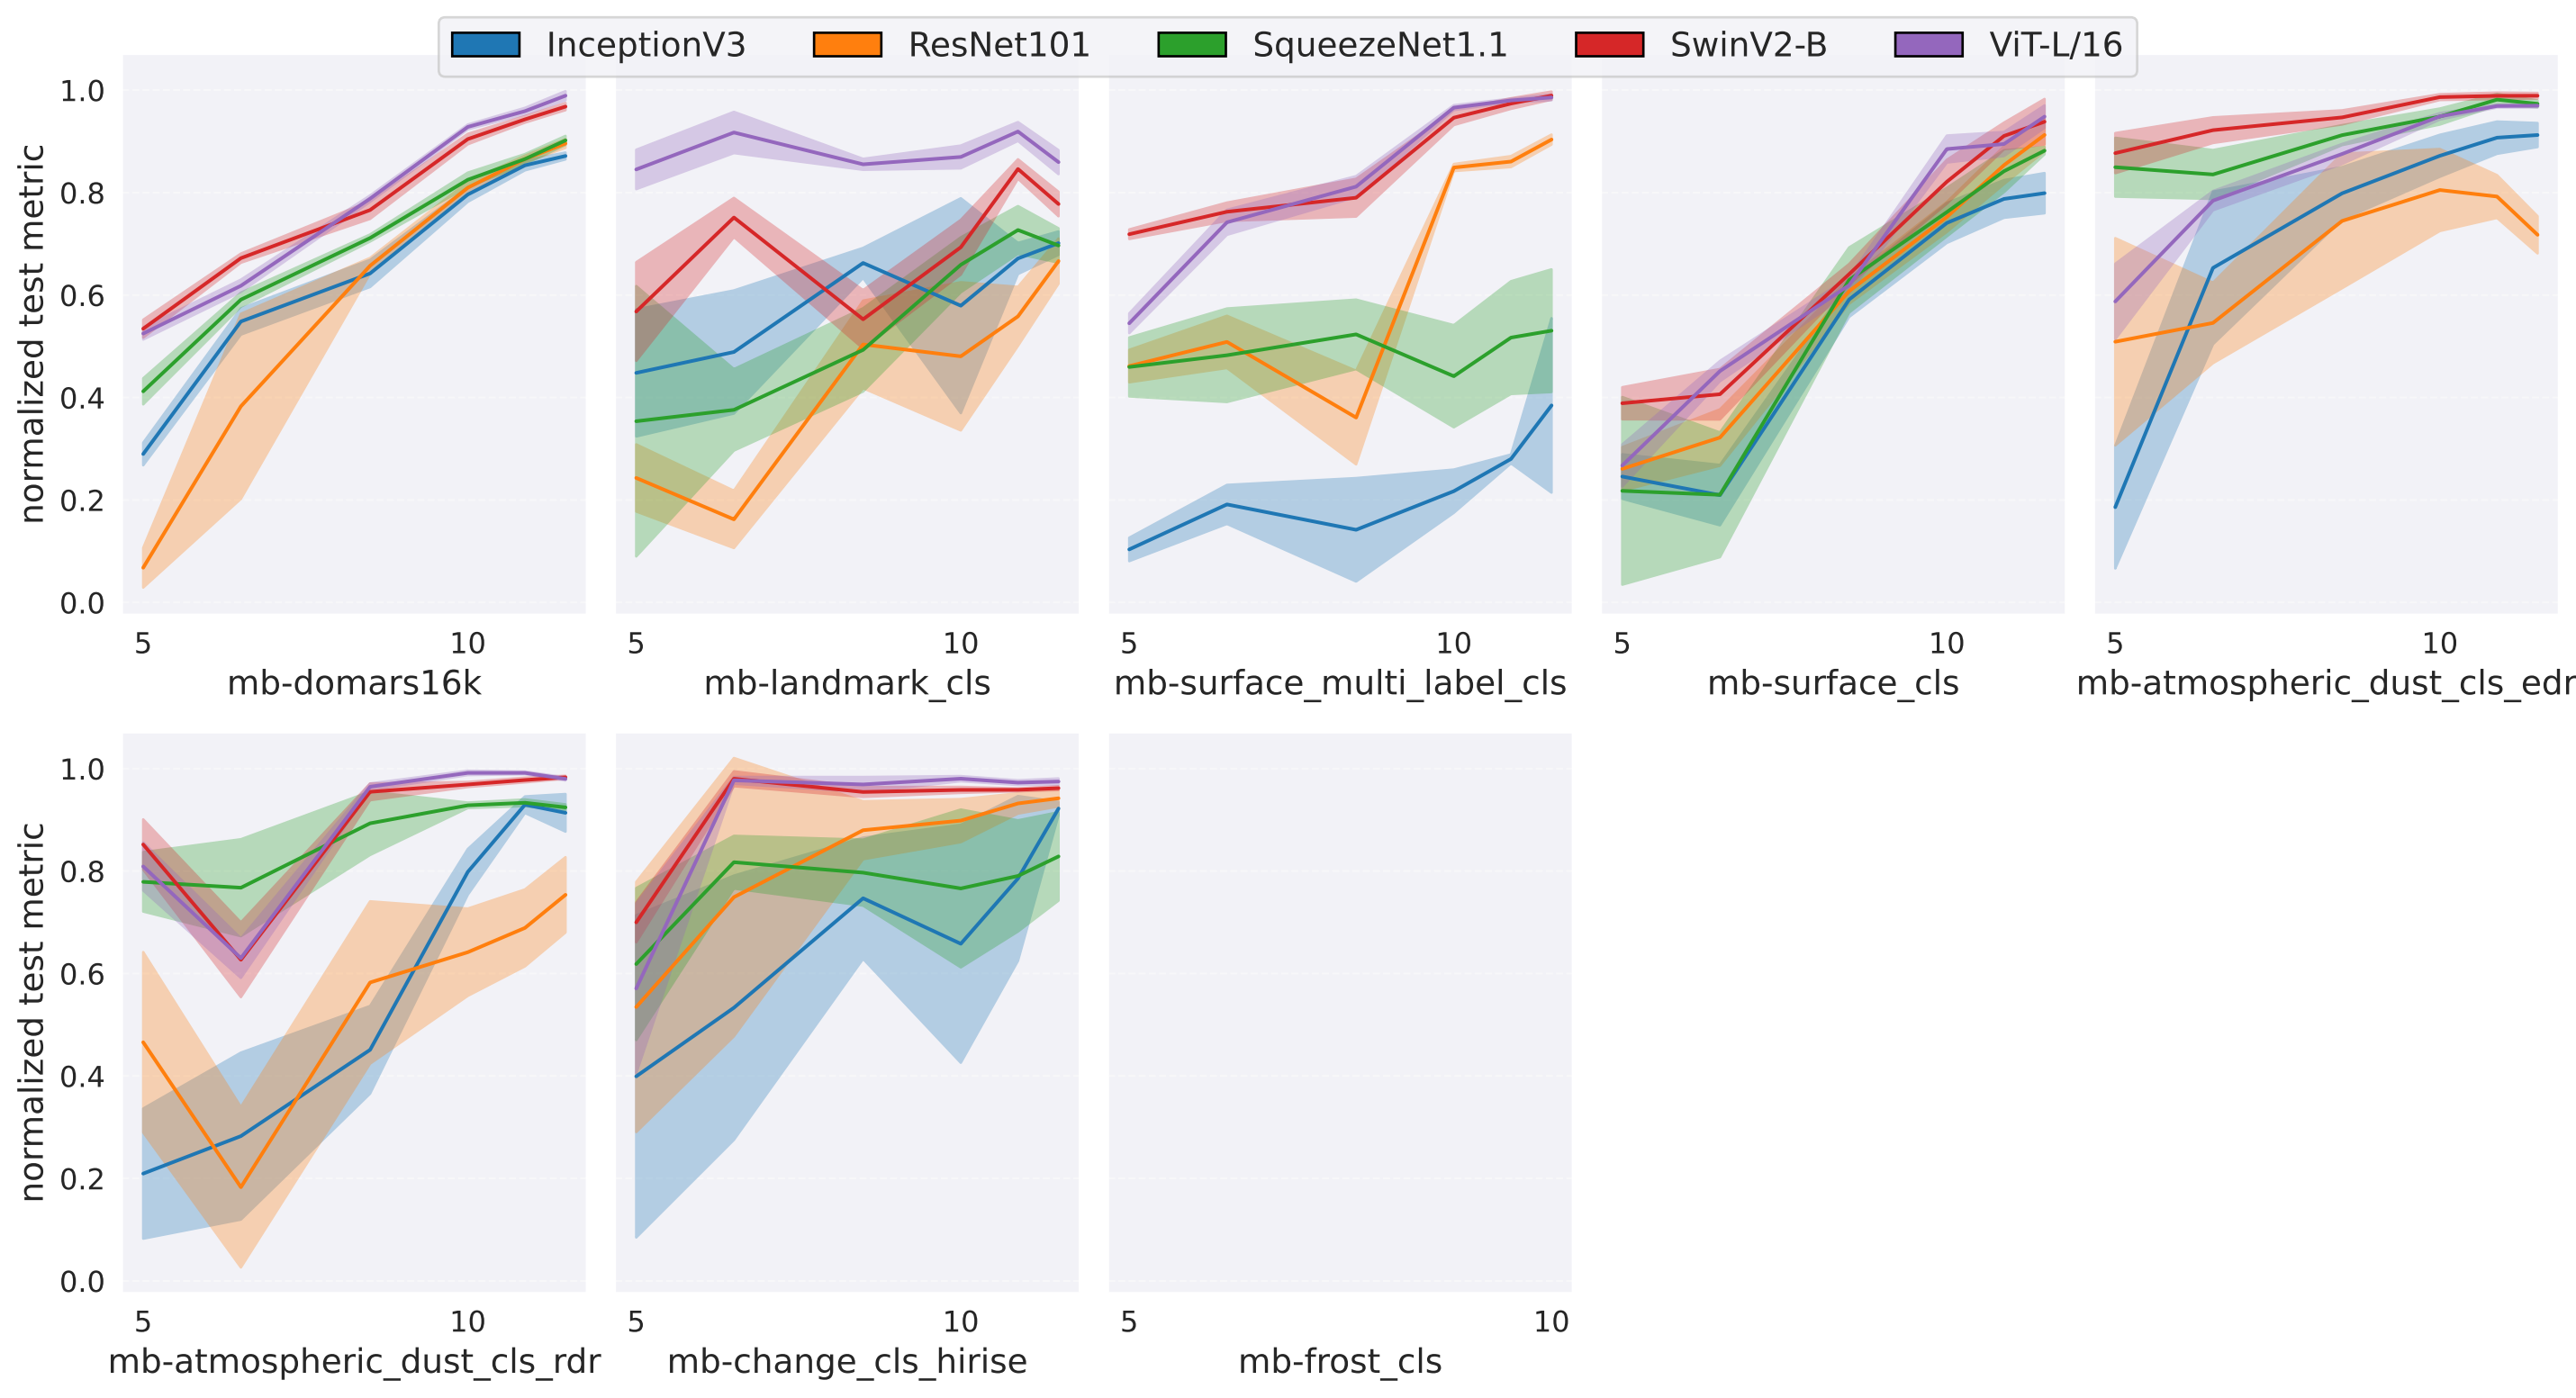 InceptionV3 ResNet101 SqueezeNet1.1 SwinV2-B ViT-L/16
normalized test metric
1.0
0.8
0.6
0.4
0.2
0.0
5 10 5 10 5 10 5 10 5 10
mb-domars16k mb-landmark_cls mb-surface_multi_label_cls mb-surface_cls mb-atmospheric_dust_cls_edr
normalized test metric
1.0
0.8
0.6
0.4
0.2
0.0
5 10 5 10 5 10
mb-atmospheric_dust_cls_rdr mb-change_cls_hirise mb-frost_cls